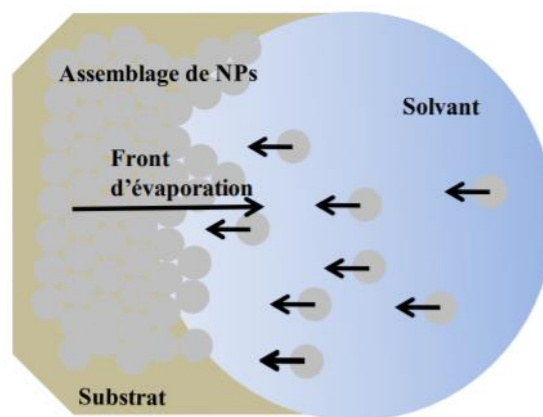 Assemblage de NPs
Solvant
Front
d'évaporation
Substrat